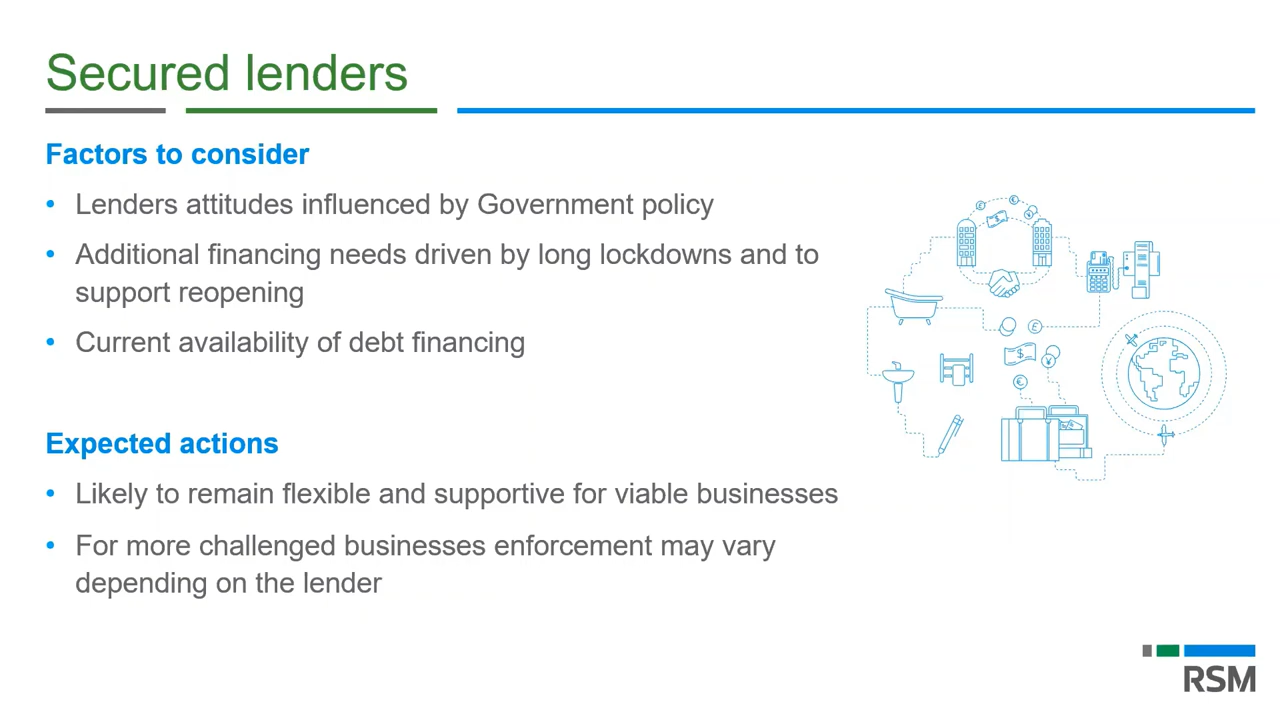 Secured lenders
Factors to consider
• Lenders attitudes influenced by Government policy
• Additional financing needs driven by long lockdowns and to
support reopening
• Current availability of debt financing
Expected actions
• Likely to remain flexible and supportive for viable businesses
• For more challenged businesses enforcement may vary
depending on the lender
RSM